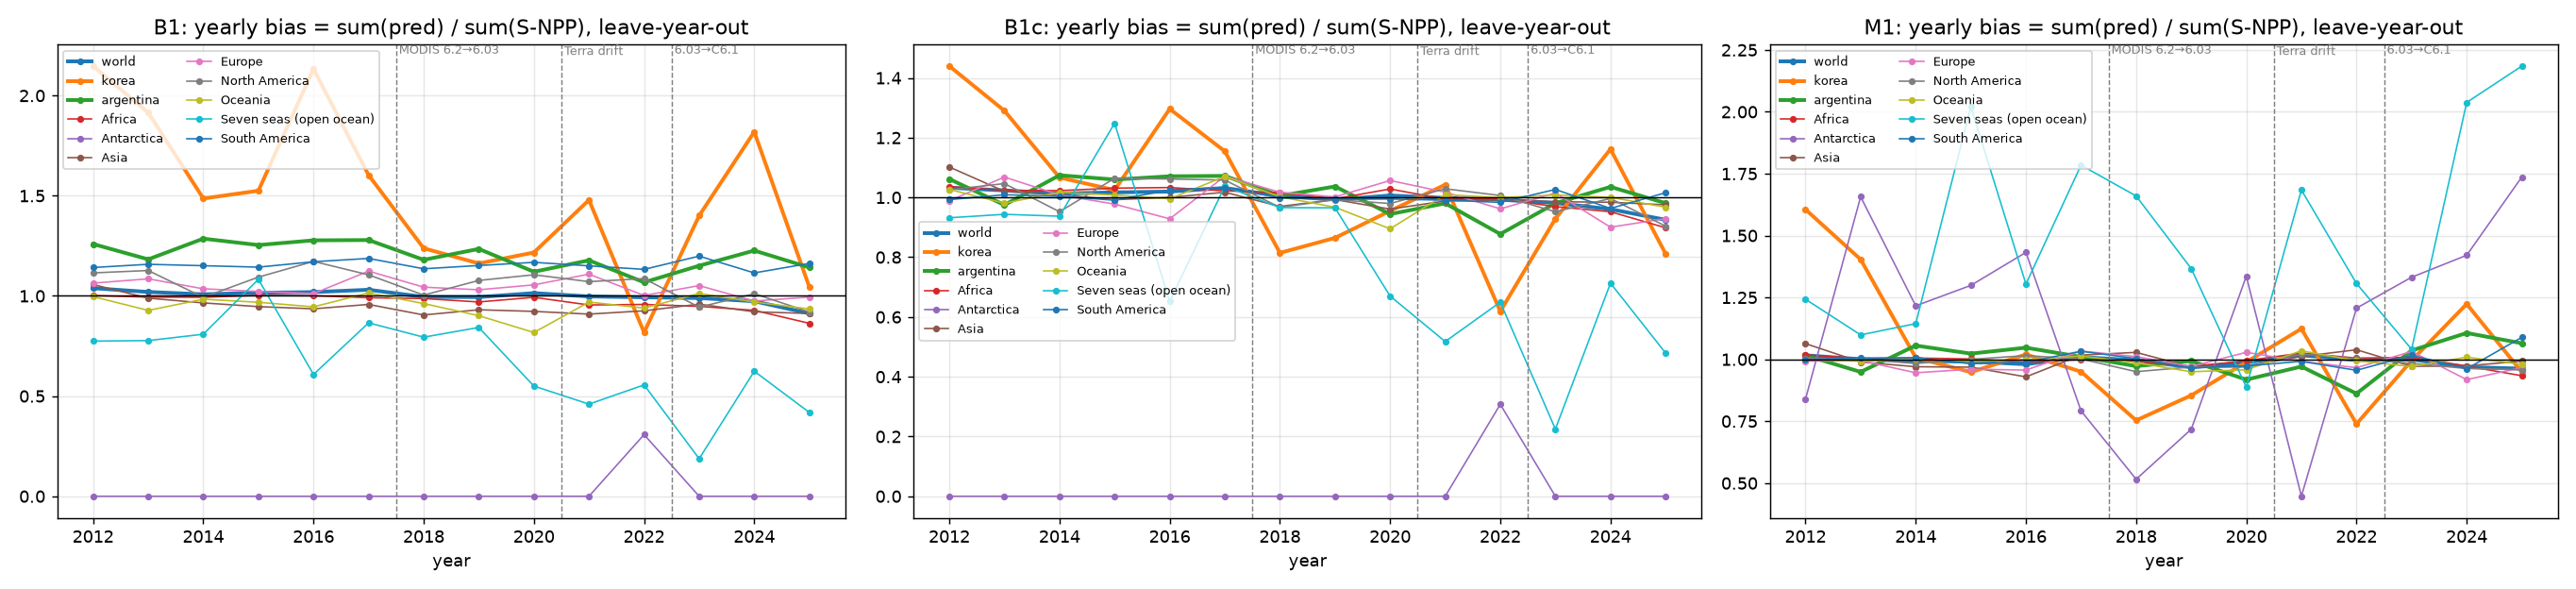 B1: yearly bias = sum(pred) / sum(S-NPP), leave-year-out
MODIS 6.2→6.03
Terra drift
6.03→C6.1
world
korea
argentina
Africa
Antarctica
Asia
Europe
North America
Oceania
Seven seas (open ocean)
South America
2.0
1.5
1.0
0.5
0.0
2012
2014
2016
2018
2020
2022
2024
year
B1c: yearly bias = sum(pred) / sum(S-NPP), leave-year-out
MODIS 6.2→6.03
Terra drift
6.03→C6.1
1.4
1.2
1.0
0.8
0.6
0.4
0.2
0.0
world
korea
argentina
Africa
Antarctica
Asia
Europe
North America
Oceania
Seven seas (open ocean)
South America
2012
2014
2016
2018
2020
2022
2024
year
M1: yearly bias = sum(pred) / sum(S-NPP), leave-year-out
MODIS 6.2→6.03
Terra drift
6.03→C6.1
world
korea
argentina
Africa
Antarctica
Asia
Europe
North America
Oceania
Seven seas (open ocean)
South America
2.25
2.00
1.75
1.50
1.25
1.00
0.75
0.50
2012
2014
2016
2018
2020
2022
2024
year